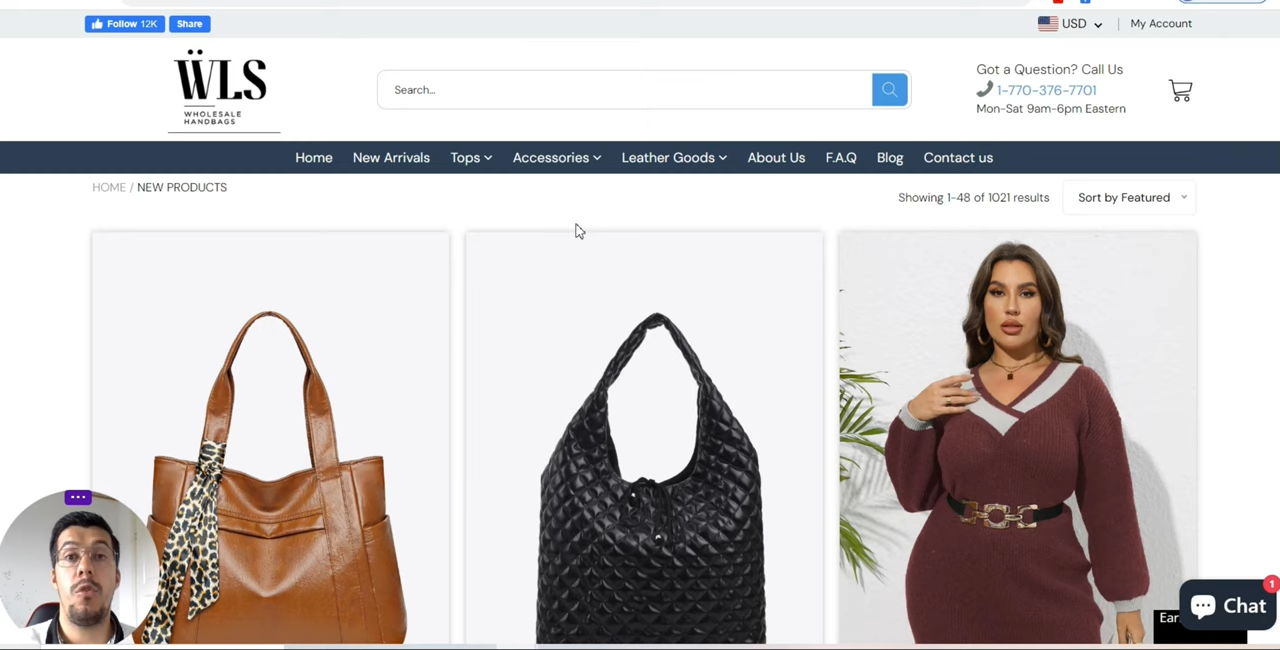 Follow 12K
Share
USD
My Account
ẄLS
WHOLESALE
HANDBAGS
Search...
Got a Question? Call Us
1-770-376-7701
Mon-Sat 9am-6pm Eastern
Home
New Arrivals
Tops
Accessories
Leather Goods
About Us
F.A.Q
Blog
Contact us
HOME / NEW PRODUCTS
Showing 1-48 of 1021 results
Sort by Featured
1
Chat